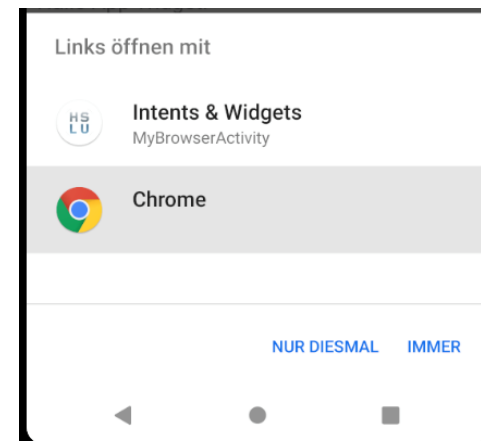 Links öffnen mit
HS
LU
Intents & Widgets
MyBrowserActivity
Chrome
NUR DIESMAL IMMER